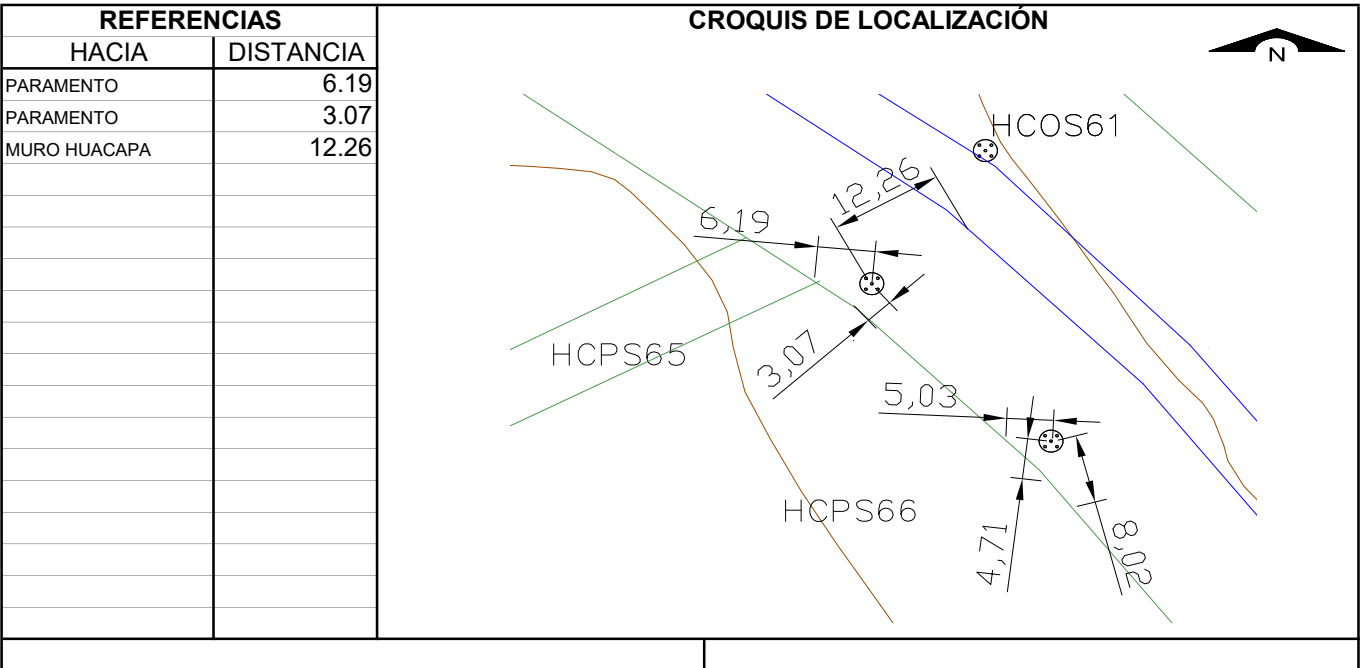 REFERENCIAS
HACIA DISTANCIA
PARAMENTO 6.19
PARAMENTO 3.07
MURO HUACAPA 12.26
CROQUIS DE LOCALIZACIÓN
N
HCOS61
12,26
6,19
HCPS65
3,07
5,03
HCPS66
4,71
8,02